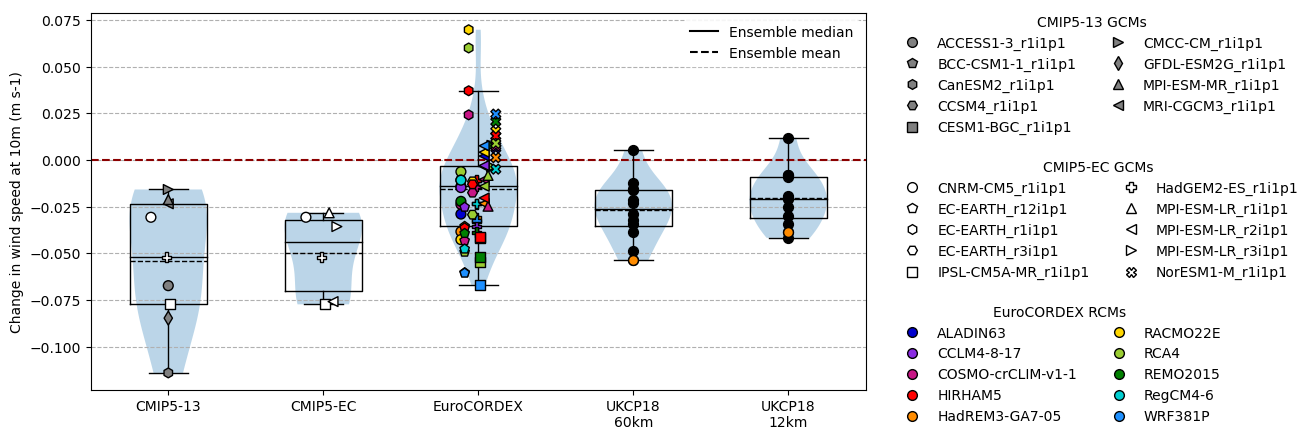 Change in wind speed at 10m (m s-1)
0.075
0.050
0.025
0.000
−0.025
−0.050
−0.075
−0.100
CMIP5-13
CMIP5-EC
EuroCORDEX
UKCP18
60km
UKCP18
12km
Ensemble median
Ensemble mean
CMIP5-13 GCMs
ACCESS1-3_r1i1p1
BCC-CSM1-1_r1i1p1
CanESM2_r1i1p1
CCSM4_r1i1p1
CESM1-BGC_r1i1p1
CMCC-CM_r1i1p1
GFDL-ESM2G_r1i1p1
MPI-ESM-MR_r1i1p1
MRI-CGCM3_r1i1p1
CMIP5-EC GCMs
CNRM-CM5_r1i1p1
EC-EARTH_r12i1p1
EC-EARTH_r1i1p1
EC-EARTH_r3i1p1
IPSL-CM5A-MR_r1i1p1
HadGEM2-ES_r1i1p1
MPI-ESM-LR_r1i1p1
MPI-ESM-LR_r2i1p1
MPI-ESM-LR_r3i1p1
NorESM1-M_r1i1p1
EuroCORDEX RCMs
ALADIN63
CCLM4-8-17
COSMO-crCLIM-v1-1
HIRHAM5
HadREM3-GA7-05
RACMO22E
RCA4
REMO2015
RegCM4-6
WRF381P